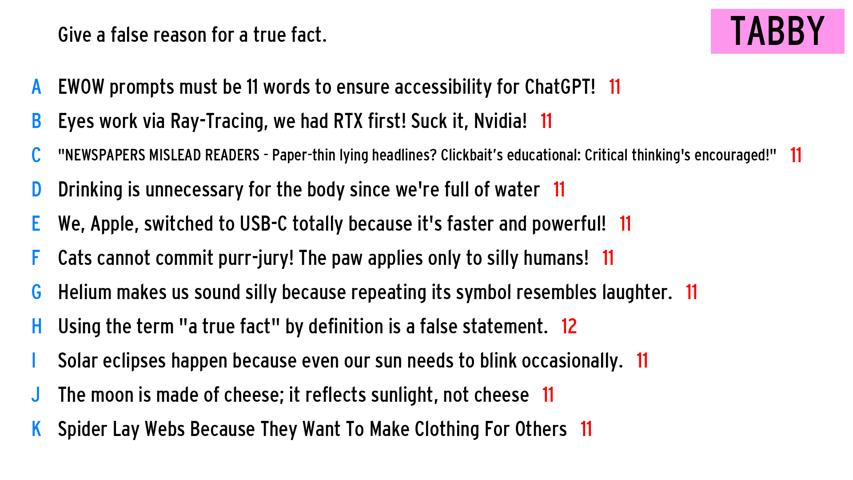 Give a false reason for a true fact.
TABBY
A EWOW prompts must be 11 words to ensure accessibility for ChatGPT! 11
B Eyes work via Ray-Tracing, we had RTX first! Suck it, Nvidia! 11
C "NEWSPAPERS MISLEAD READERS - Paper-thin lying headlines? Clickbait's educational: Critical thinking's encouraged!" 11
D Drinking is unnecessary for the body since we're full of water 11
E We, Apple, switched to USB-C totally because it's faster and powerful! 11
F Cats cannot commit purr-jury! The paw applies only to silly humans! 11
G Helium makes us sound silly because repeating its symbol resembles laughter. 11
H Using the term "a true fact" by definition is a false statement. 12
I Solar eclipses happen because even our sun needs to blink occasionally. 11
J The moon is made of cheese; it reflects sunlight, not cheese 11
K Spider Lay Webs Because They Want To Make Clothing For Others 11